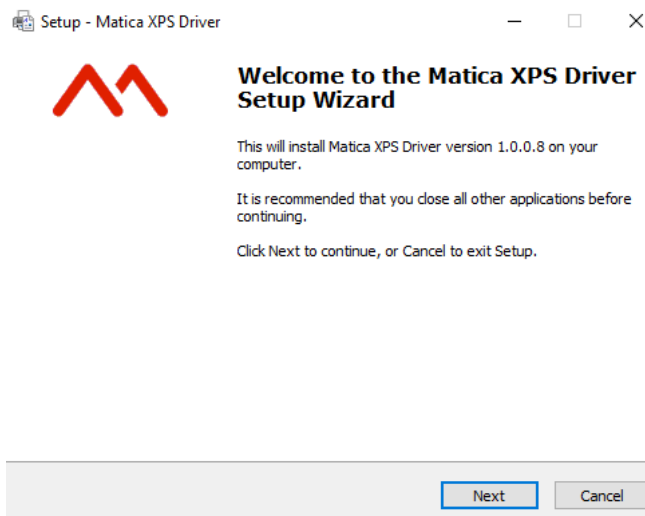 Setup - Matica XPS Driver
Welcome to the Matica XPS Driver
Setup Wizard
This will install Matica XPS Driver version 1.0.0.8 on your
computer.
It is recommended that you close all other applications before
continuing.
Click Next to continue, or Cancel to exit Setup.
Next
Cancel